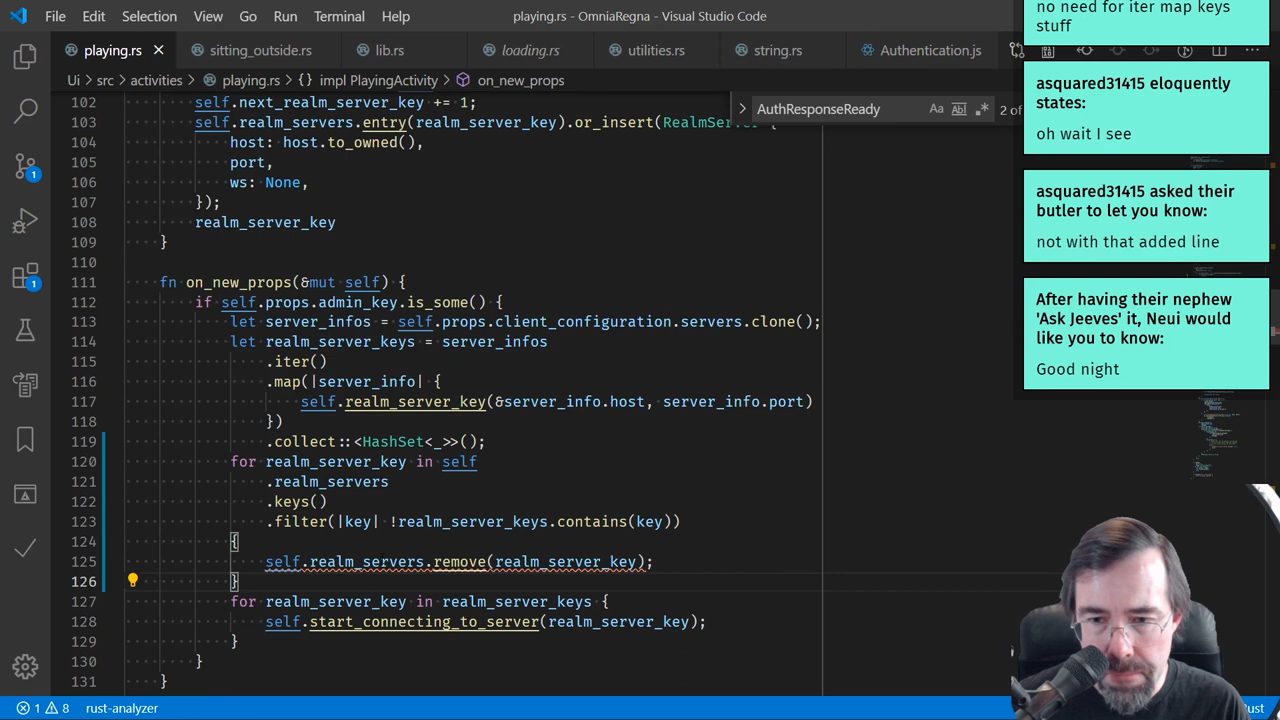 File Edit Selection View Go Run Terminal Help
playing.rs • OmniaRegna - Visual Studio Code
playing.rs sitting_outside.rs lib.rs loading.rs utilities.rs string.rs Authentication.js
Ui > src > activities > playing.rs > {} impl PlayingActivity > on_new_props
AuthResponseReady Aa Ab| .* 2 of
102 self.next_realm_server_key += 1;
103 self.realm_servers.entry(realm_server_key).or_insert(RealmServer {
104 host: host.to_owned(),
105 port,
106 ws: None,
107 });
108 realm_server_key
109 }
110
111 fn on_new_props(&mut self) {
112 if self.props.admin_key.is_some() {
113 let server_infos = self.props.client_configuration.servers.clone();
114 let realm_server_keys = server_infos
115 .iter()
116 .map(|server_info| {
117 self.realm_server_key(&server_info.host, server_info.port)
118 })
119 .collect::<HashSet<_>>();
120 for realm_server_key in self
121 .realm_servers
122 .keys()
123 .filter(|key| !realm_server_keys.contains(key))
124 {
125 self.realm_servers.remove(realm_server_key);
126 }
127 for realm_server_key in realm_server_keys {
128 self.start_connecting_to_server(realm_server_key);
129 }
130 }
131 }
no need for iter map keys
stuff
asquared31415 eloquently
states:
oh wait I see
asquared31415 asked their
butler to let you know:
not with that added line
After having their nephew
'Ask Jeeves' it, Neui would
like you to know:
Good night
1
1
1 8 rust-analyzer
Rust